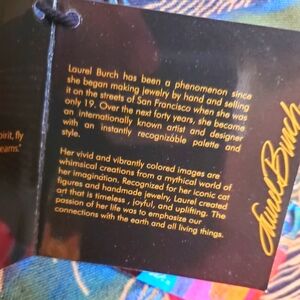 Laurel Burch has been a phenomenon since
she began making jewelry by hand and selling
it on the streets of San Francisco when she was
only 19. Over the next forty years, she became
an internationally known artist and designer
with an instantly recognizable palette and
style.
Her vivid and vibrantly colored images are
whimsical creations from a mythical world of
her imagination. Recognized for her iconic cat
figures and handmade jewelry, Laurel created
art that is timeless , joyful, and uplifting. The
passion of her life was to emphasize our
connections with the earth and all living things.
Laurel Burch
pirit, fly
eams."